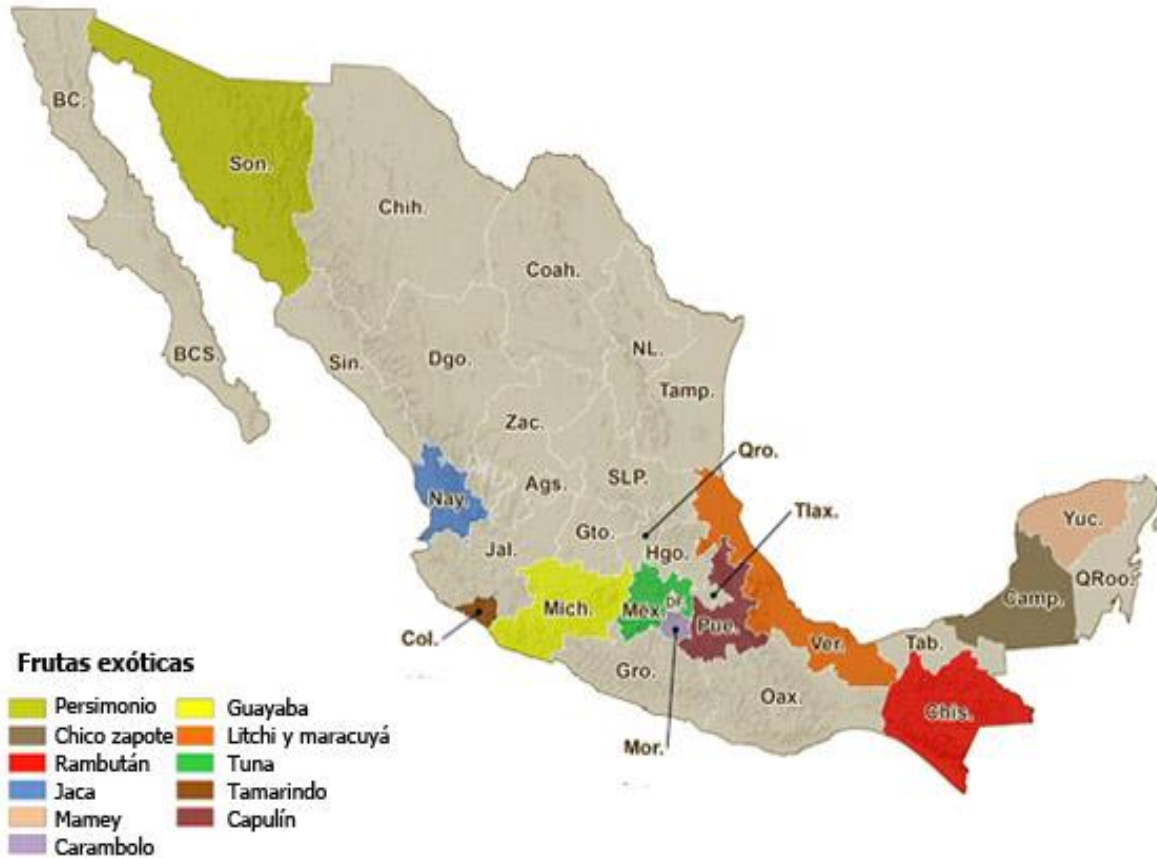 BC.
Son.
Chih.
Coah.
BCS.
Sin.
Dgo.
NL.
Tamp.
Zac.
Qro.
Nay.
Ags.
SLP.
Tlax.
Yuc.
Jal.
Gto.
Hgo.
QRoo.
Camp.
Col.
Mich.
Mex.
DF.
Pue.
Ver.
Tab.
Gro.
Oax.
Chis.
Mor.
Frutas exóticas
Persimonio
Chico zapote
Rambután
Jaca
Mamey
Carambolo
Guayaba
Litchi y maracuyá
Tuna
Tamarindo
Capulín